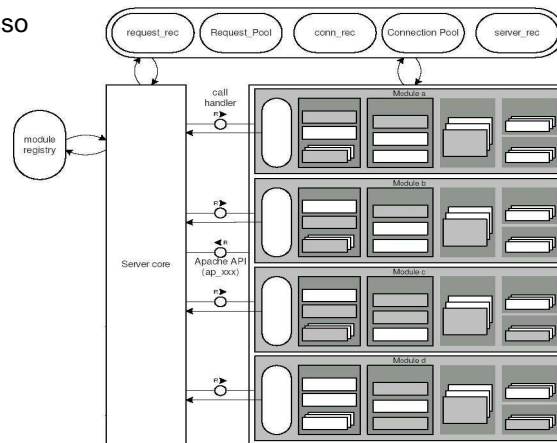 so
request_rec
Request_Pool
conn_rec
Connection Pool
server_rec
call
handler
Module a
R
module
registry
Module b
R
R
Server core
Apache API
(ap_xxx)
Module c
R
Module d
R